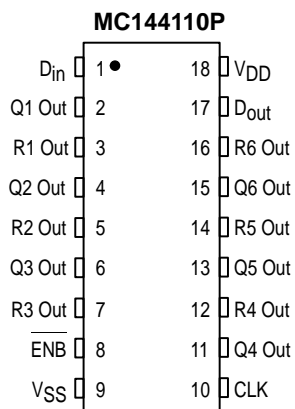 MC144110P
Din 1 18 VDD
Q1 Out 2 17 Dout
R1 Out 3 16 R6 Out
Q2 Out 4 15 Q6 Out
R2 Out 5 14 R5 Out
Q3 Out 6 13 Q5 Out
R3 Out 7 12 R4 Out
ENB 8 11 Q4 Out
VSS 9 10 CLK